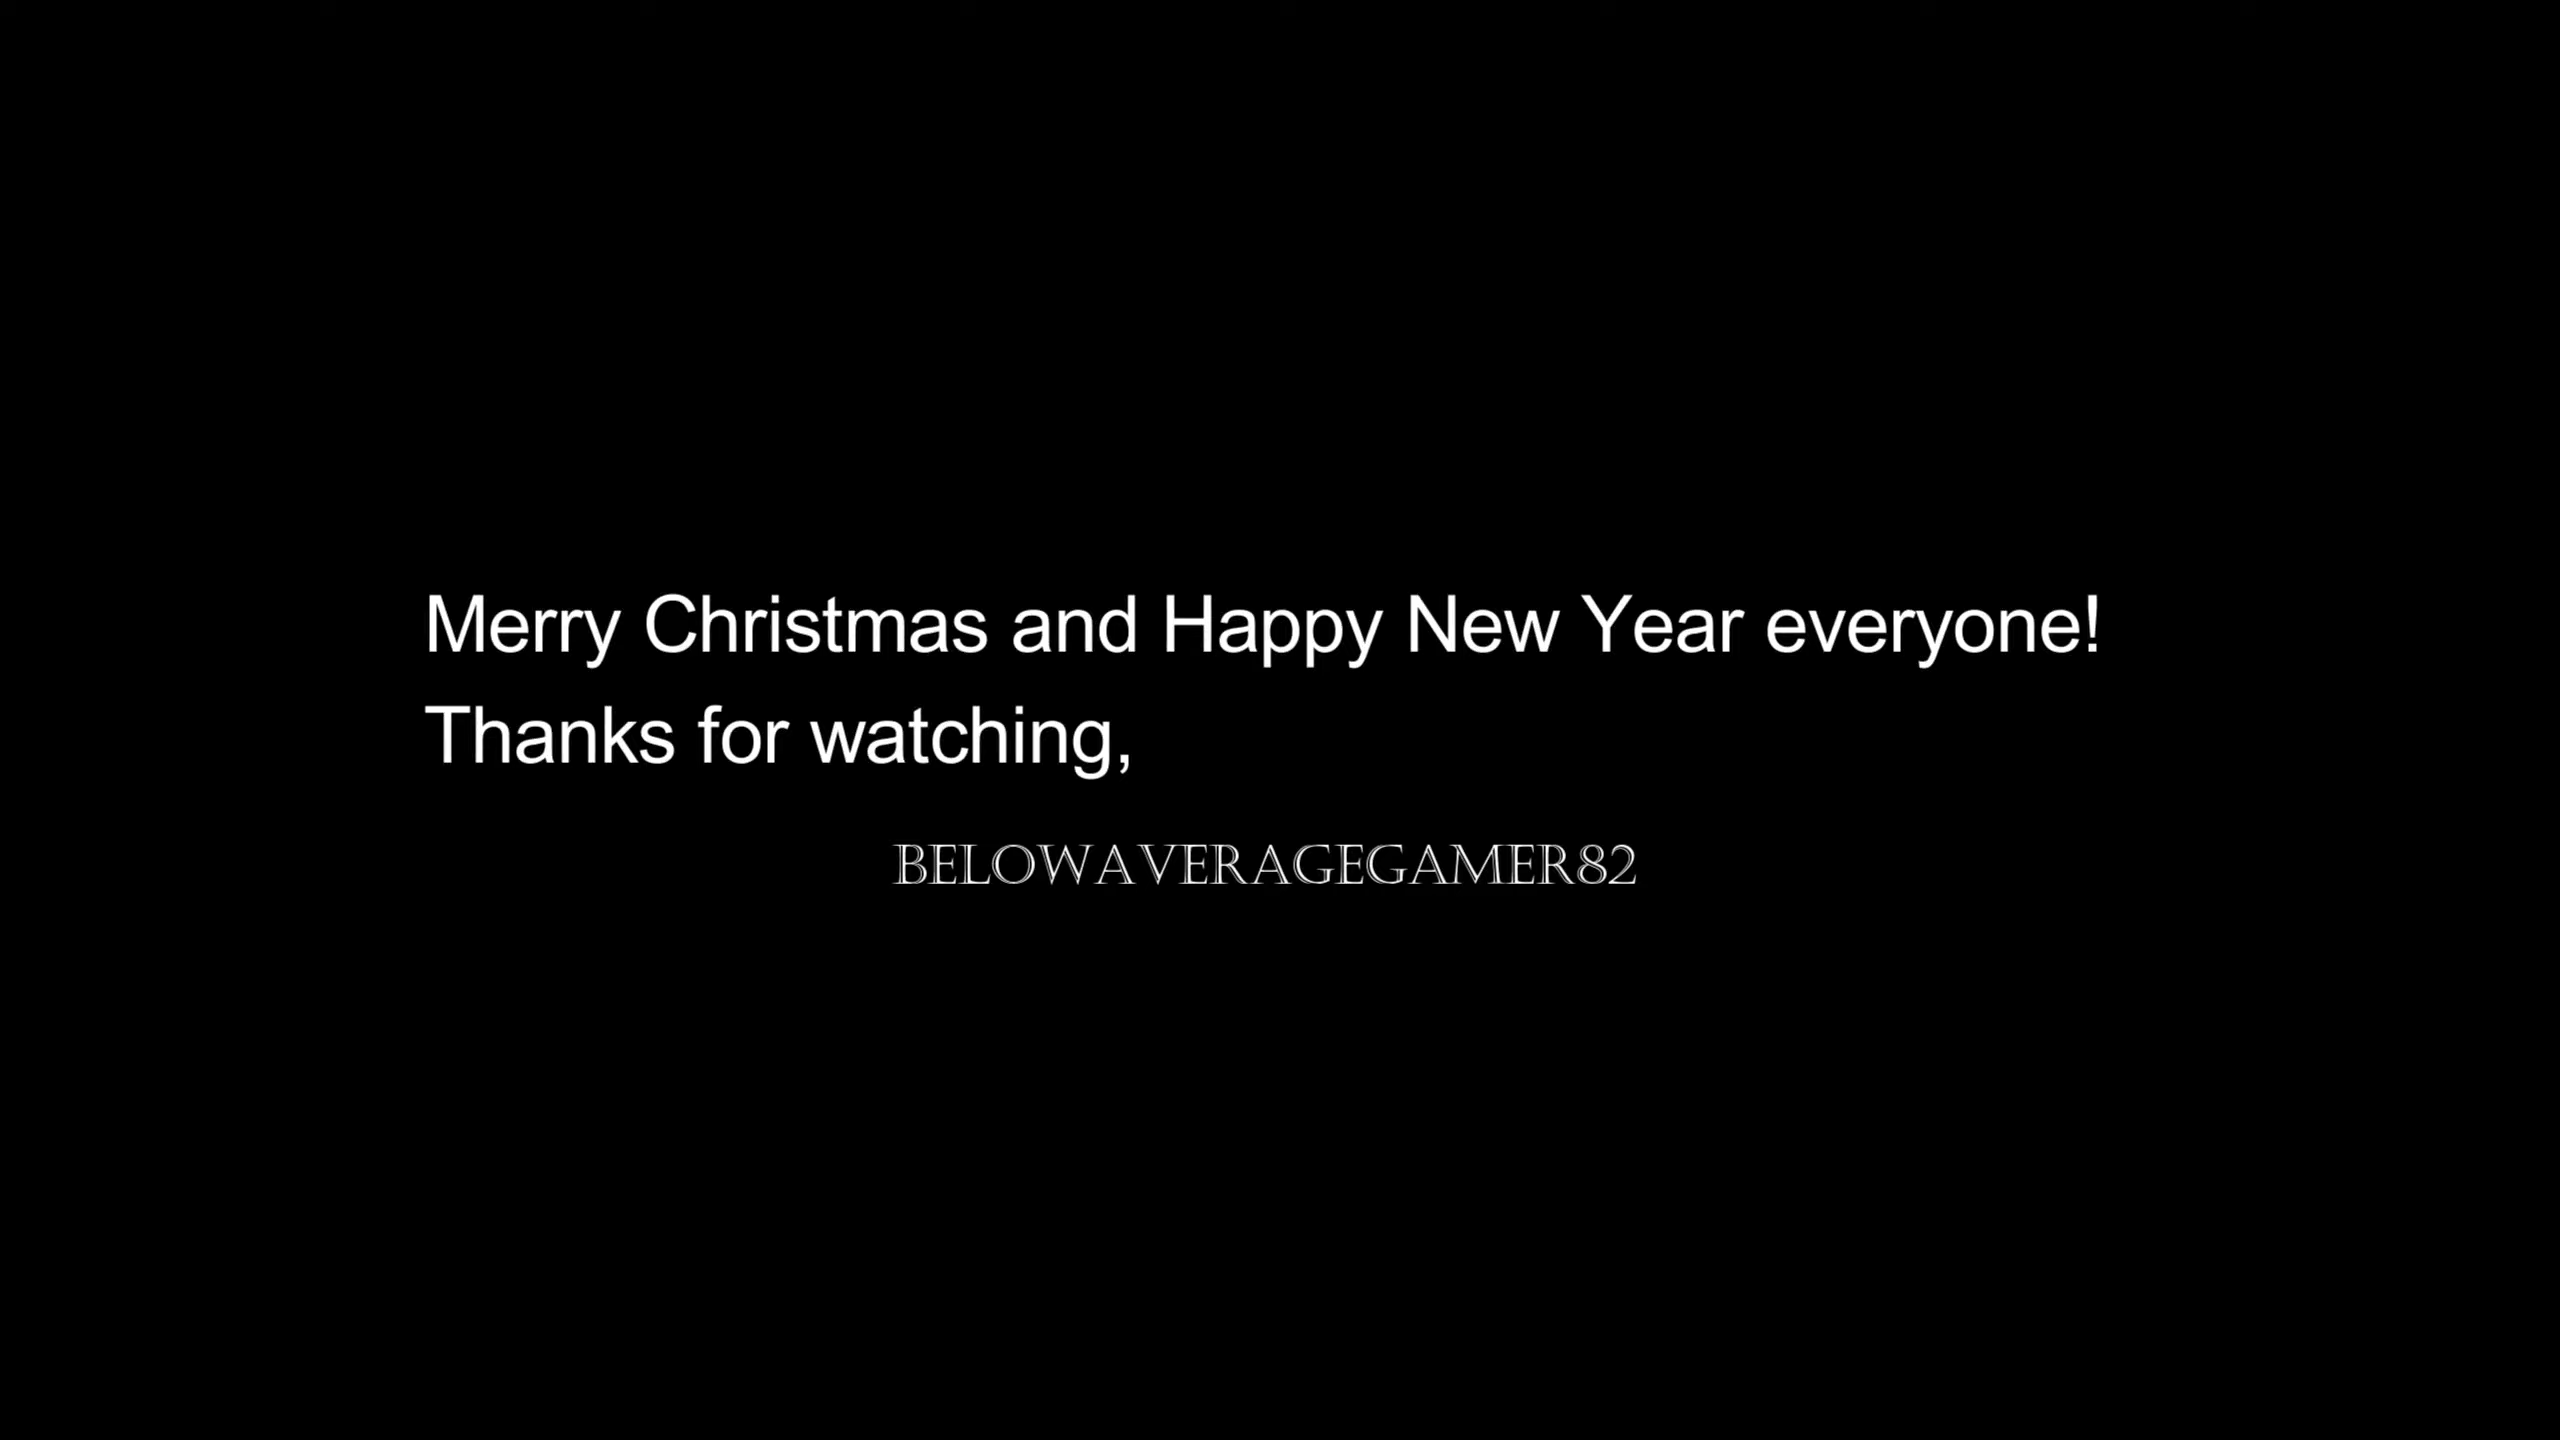 Merry Christmas and Happy New Year everyone!
Thanks for watching,
BELOWAVERAGEGAMER82